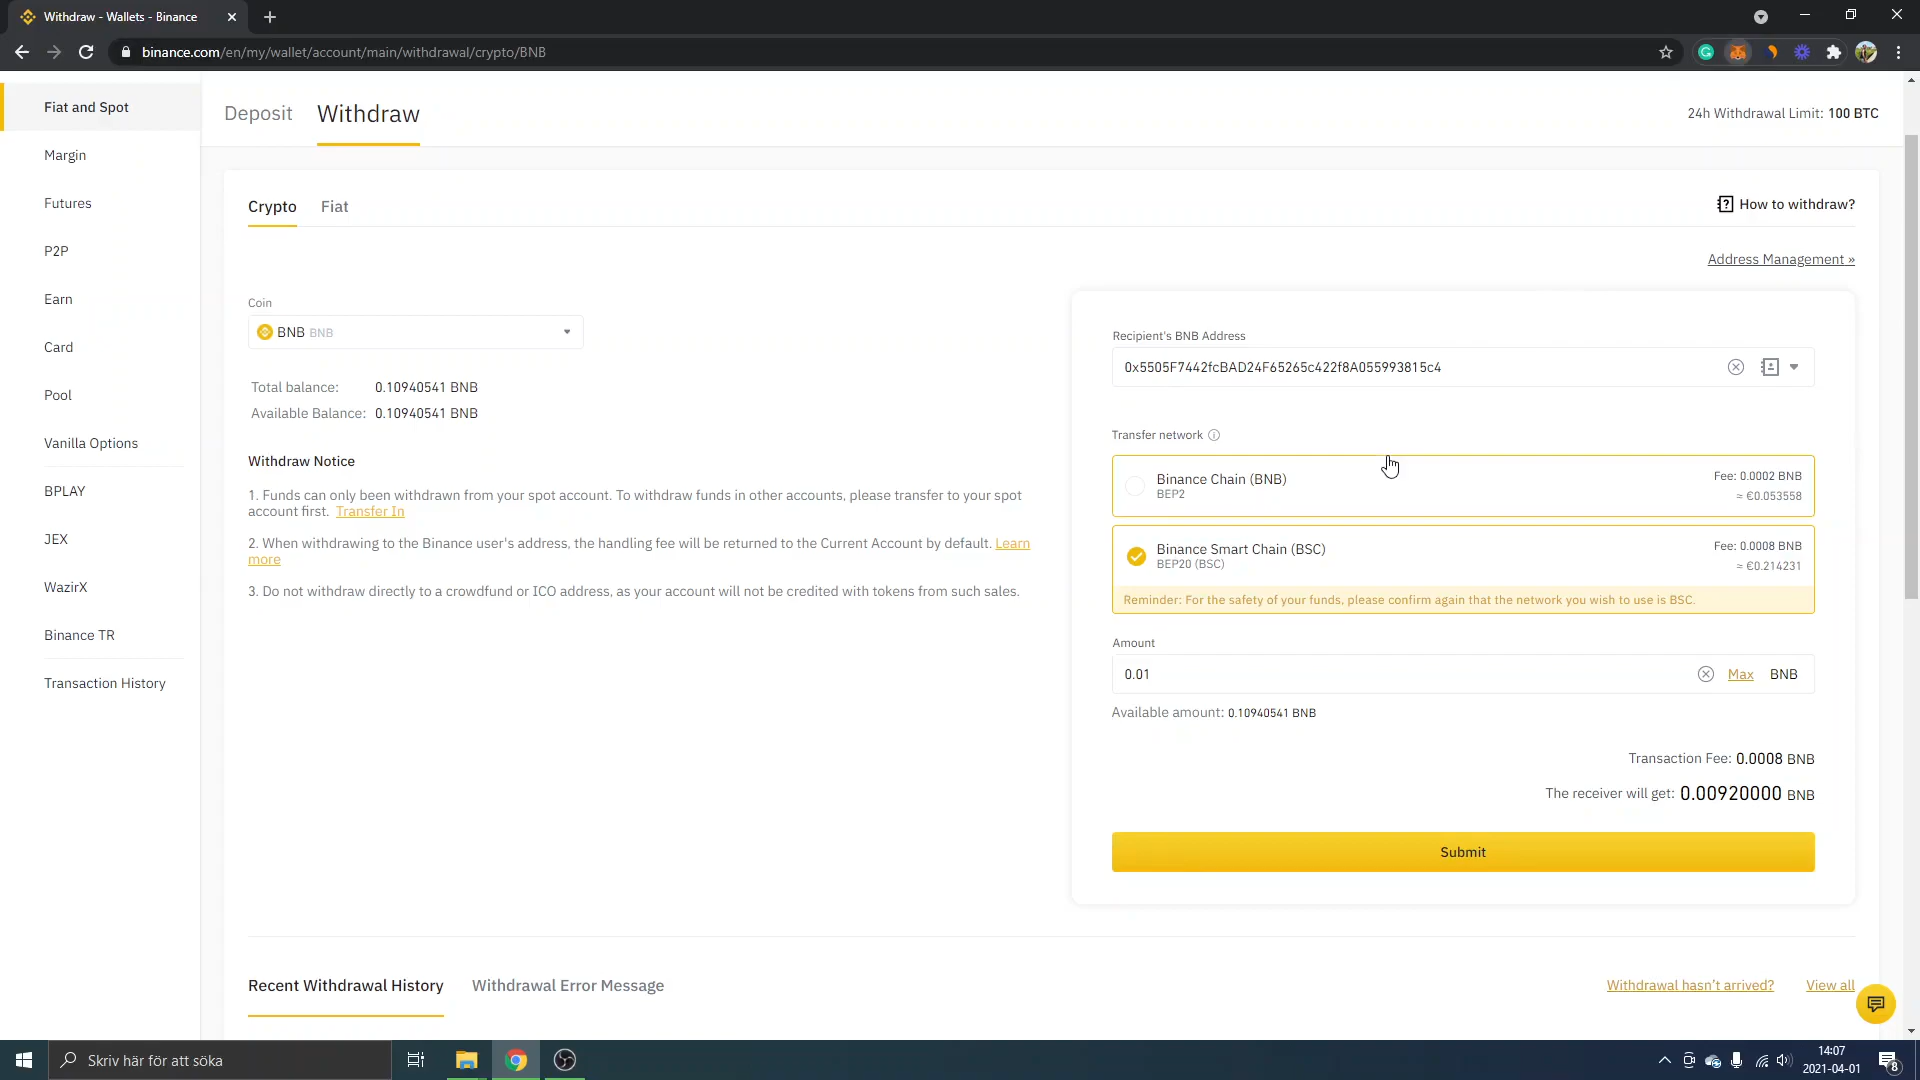 Withdraw - Wallets - Binance
binance.com/en/my/wallet/account/main/withdrawal/crypto/BNB
Fiat and Spot
Margin
Futures
P2P
Earn
Card
Pool
Vanilla Options
BPLAY
JEX
WazirX
Binance TR
Transaction History
Deposit
Withdraw
24h Withdrawal Limit: 100 BTC
Crypto
Fiat
How to withdraw?
Address Management »
Coin
BNB BNB
Total balance: 0.10940541 BNB
Available Balance: 0.10940541 BNB
Withdraw Notice
1. Funds can only been withdrawn from your spot account. To withdraw funds in other accounts, please transfer to your spot
account first. Transfer In
2. When withdrawing to the Binance user's address, the handling fee will be returned to the Current Account by default. Learn
more
3. Do not withdraw directly to a crowdfund or ICO address, as your account will not be credited with tokens from such sales.
Recipient's BNB Address
0x5505F7442fcBAD24F65265c422f8A055993815c4
Transfer network
Binance Chain (BNB)
BEP2
Fee: 0.0002 BNB
≈ €0.053558
Binance Smart Chain (BSC)
BEP20 (BSC)
Fee: 0.0008 BNB
≈ €0.214231
Reminder: For the safety of your funds, please confirm again that the network you wish to use is BSC.
Amount
0.01
Max
BNB
Available amount: 0.10940541 BNB
Transaction Fee: 0.0008 BNB
The receiver will get: 0.00920000 BNB
Submit
Recent Withdrawal History
Withdrawal Error Message
Withdrawal hasn't arrived?
View all
Skriv här för att söka
14:07
2021-04-01
8